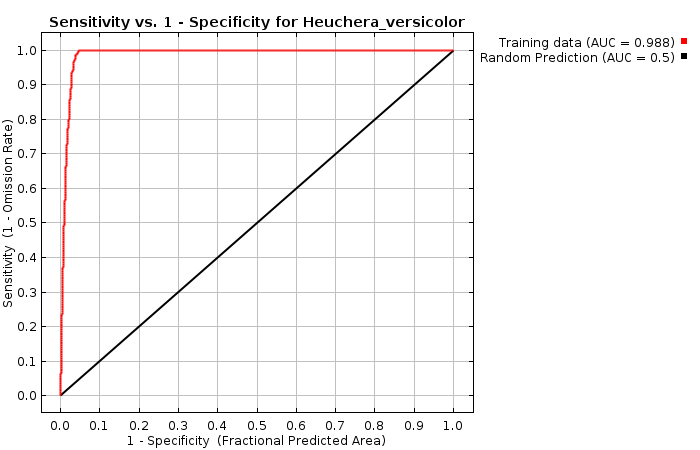 Sensitivity vs. 1 - Specificity for Heuchera_versicolor
Training data (AUC = 0.988)
Random Prediction (AUC = 0.5)
Sensitivity (1 - Omission Rate)
1.0
0.9
0.8
0.7
0.6
0.5
0.4
0.3
0.2
0.1
0.0
0.0 0.1 0.2 0.3 0.4 0.5 0.6 0.7 0.8 0.9 1.0
1 - Specificity (Fractional Predicted Area)